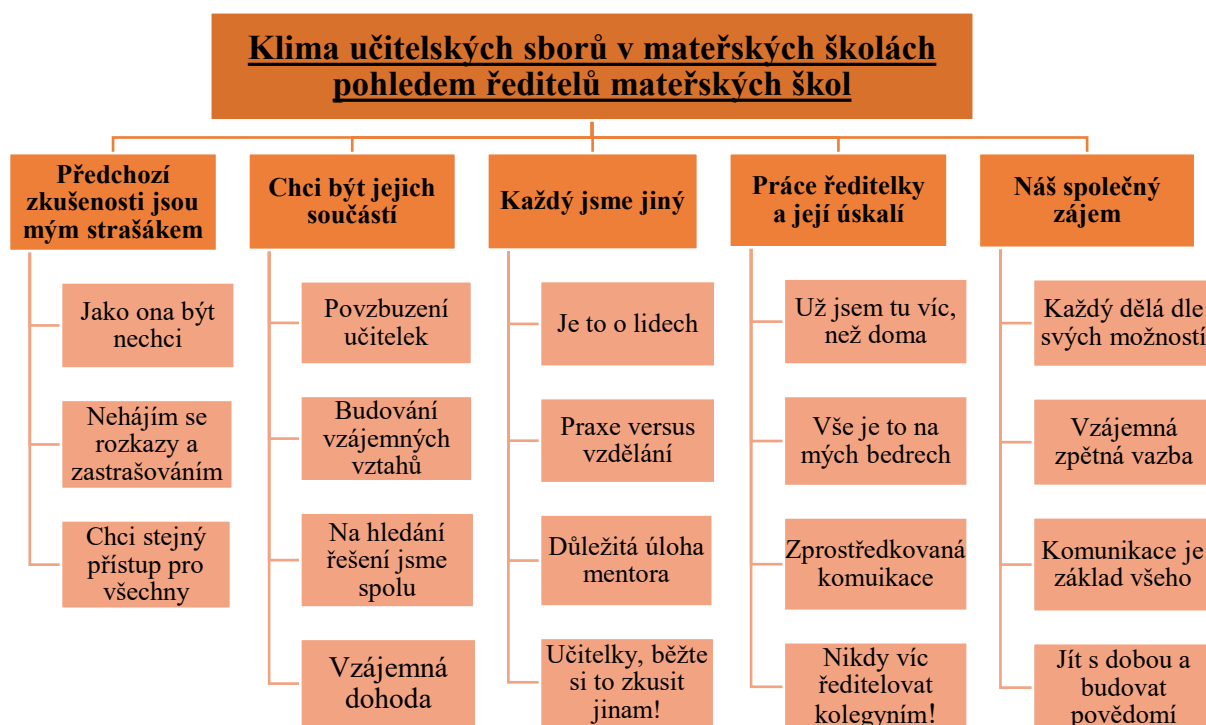 Klima učitelských sborů v mateřských školách
pohledem ředitelů mateřských škol
Předchozí
zkušenosti jsou
mým strašákem
Jako ona být
nechci
Nehájím se
rozkazy a
zastrašováním
Chci stejný
přístup pro
všechny
Chci být jejich
součástí
Povzbuzení
učitelek
Budování
vzájemných
vztahů
Na hledání
řešení jsme
spolu
Vzájemná
dohoda
Každý jsme jiný
Je to o lidech
Praxe versus
vzdělání
Důležitá úloha
mentora
Učitelky, běžte
si to zkusit
jinam!
Práce ředitelky
a její úskalí
Už jsem tu víc,
než doma
Vše je to na
mých bedrech
Zprostředkovaná
komuikace
Nikdy víc
ředitelovat
kolegyním!
Náš společný
zájem
Každý dělá dle
svých možností
Vzájemná
zpětná vazba
Komunikace je
základ všeho
Jít s dobou a
budovat
povědomí